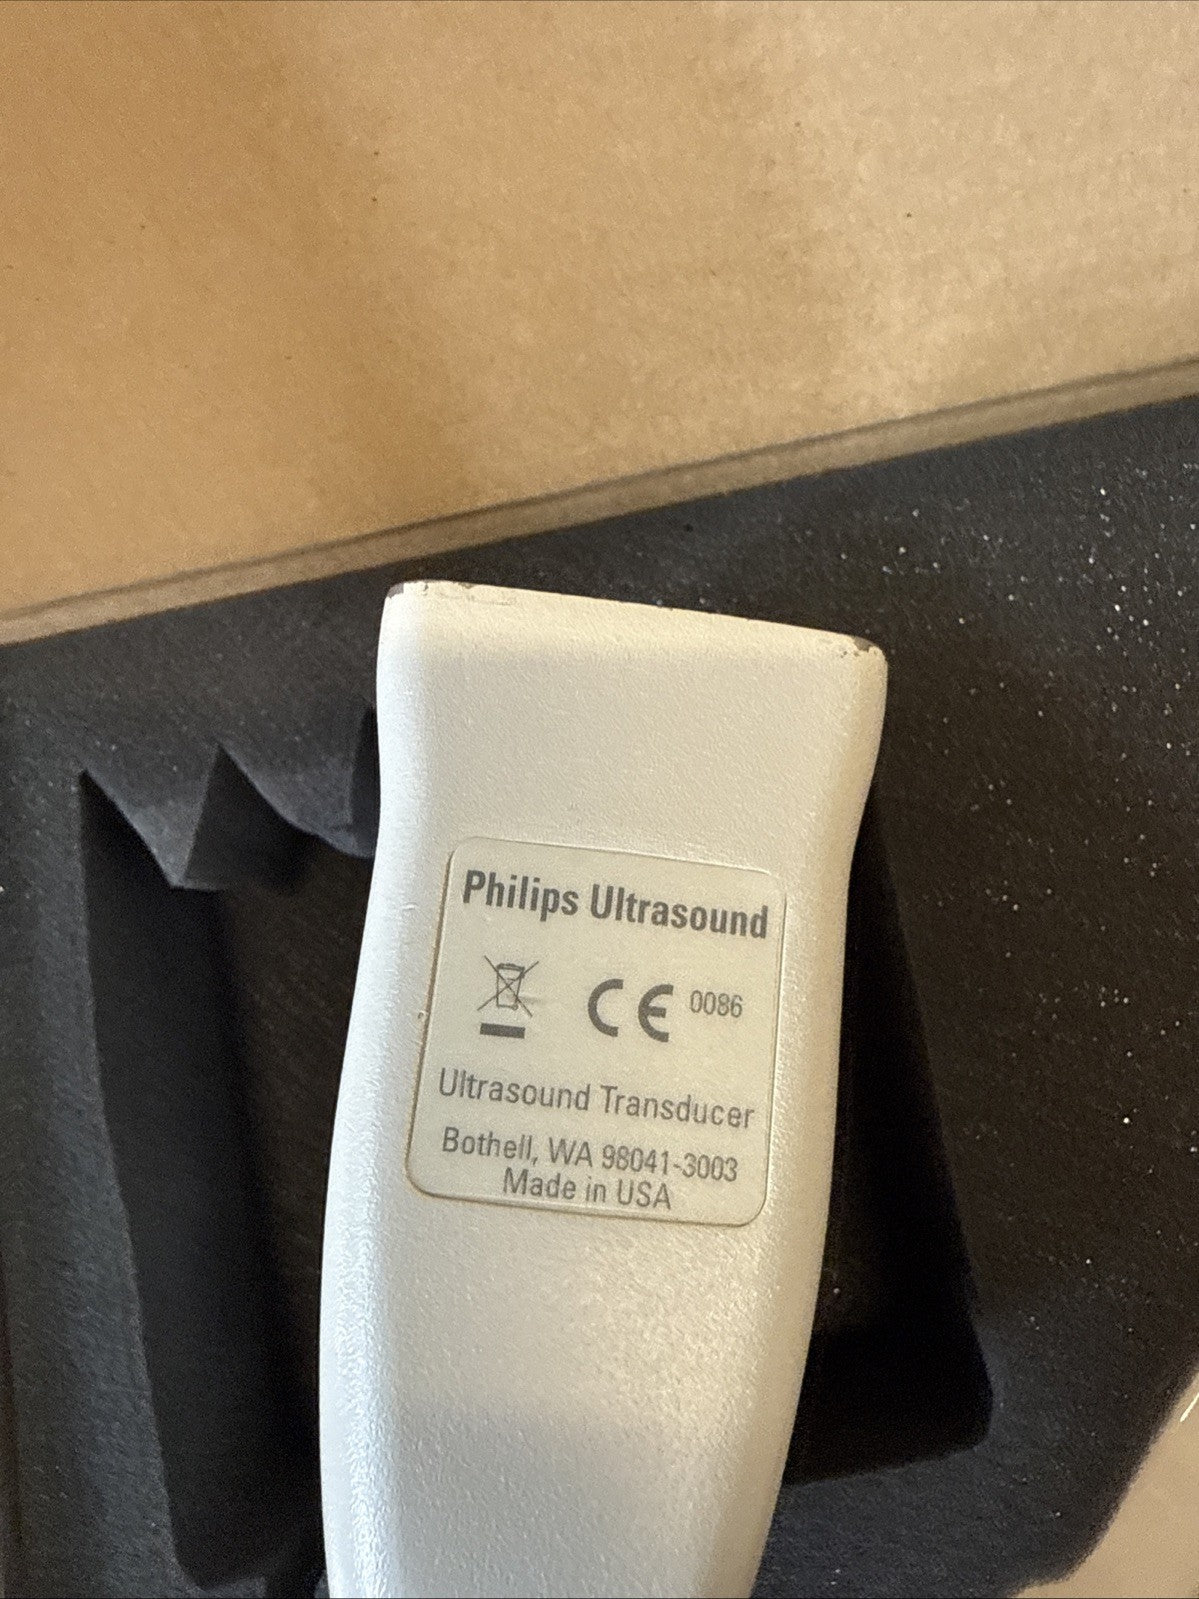 Philips Ultrasound
CE 0086
Ultrasound Transducer
Bothell, WA 98041-3003
Made in USA